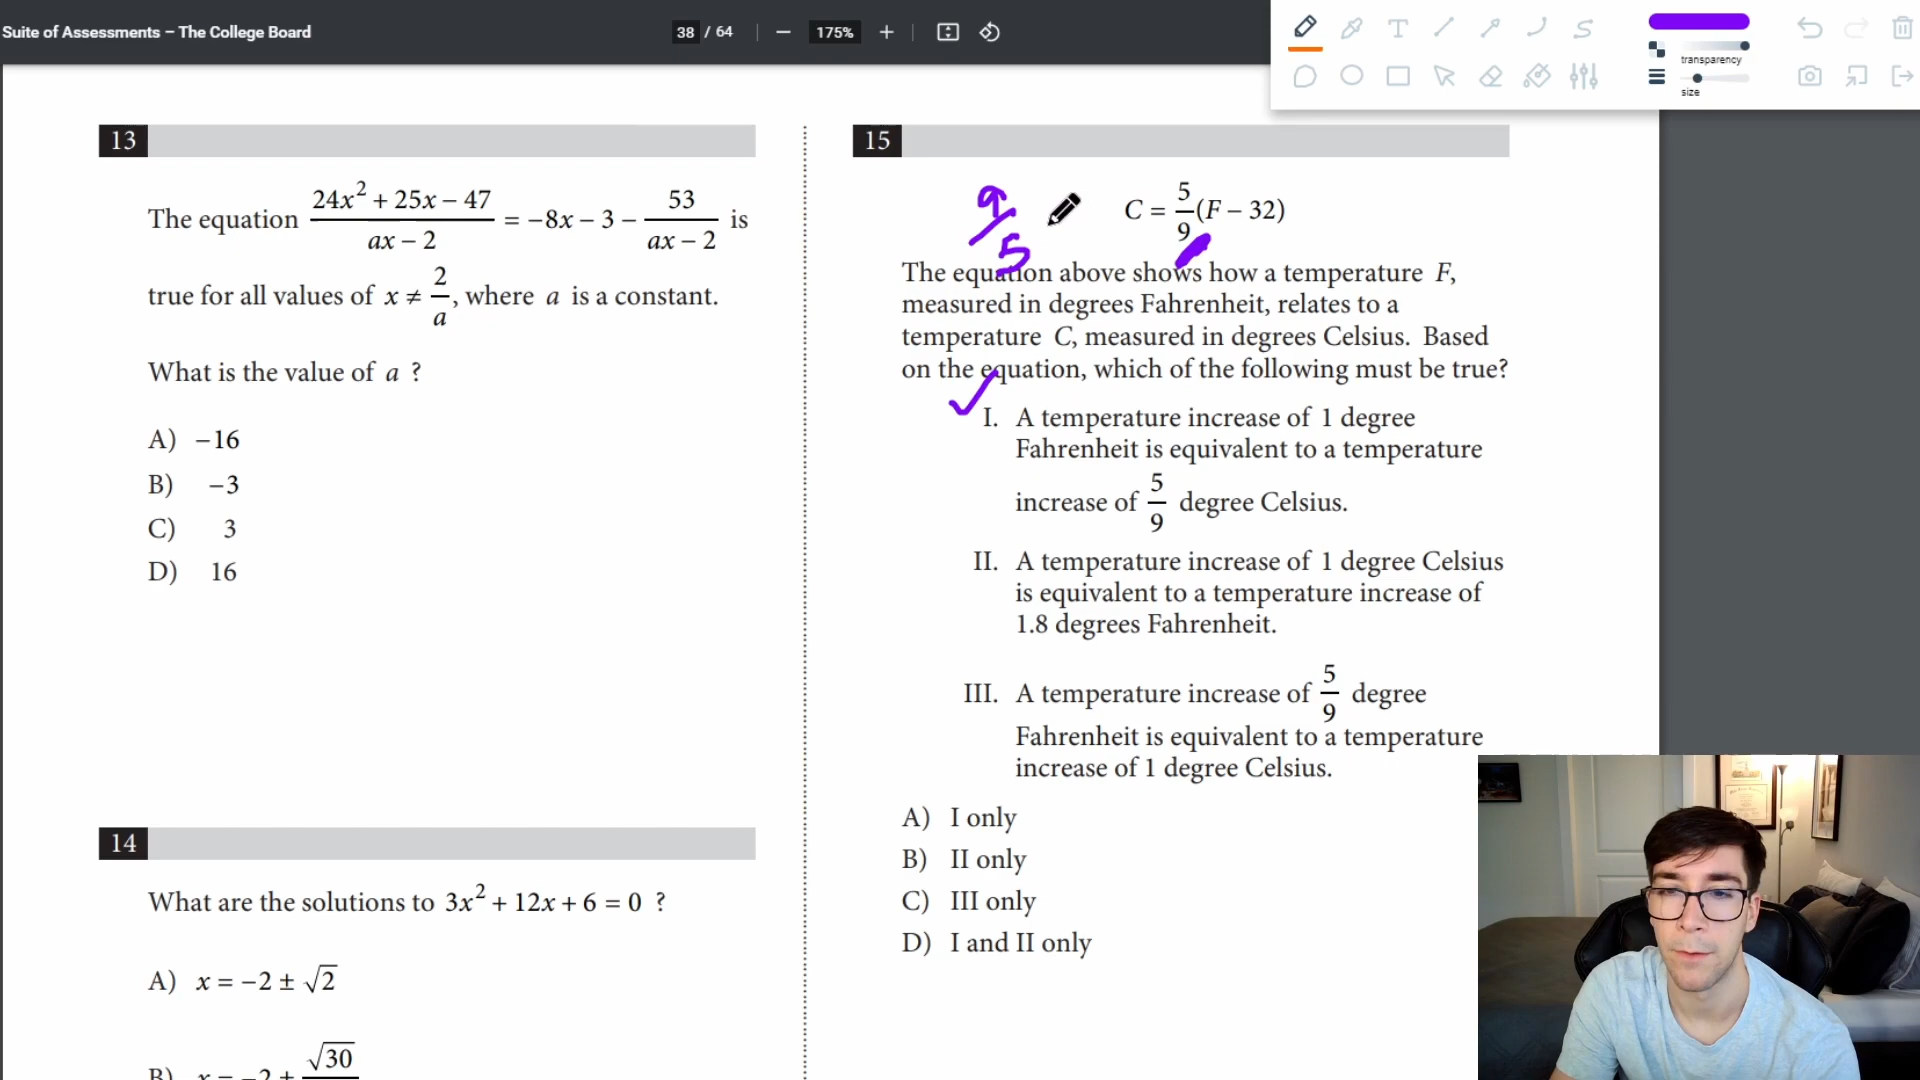 Suite of Assessments – The College Board
38 / 64
175%
transparency
size
13
The equation (24x² + 25x − 47)/(ax − 2) = −8x − 3 − 53/(ax − 2) is
true for all values of x ≠ 2/a, where a is a constant.
What is the value of a ?
A) −16
B) −3
C) 3
D) 16
14
What are the solutions to 3x² + 12x + 6 = 0 ?
A) x = −2 ± √2
B) x = −2 ± √30
15
9/5
C = 5/9(F − 32)
The equation above shows how a temperature F,
measured in degrees Fahrenheit, relates to a
temperature C, measured in degrees Celsius. Based
on the equation, which of the following must be true?
I. A temperature increase of 1 degree
Fahrenheit is equivalent to a temperature
increase of 5/9 degree Celsius.
II. A temperature increase of 1 degree Celsius
is equivalent to a temperature increase of
1.8 degrees Fahrenheit.
III. A temperature increase of 5/9 degree
Fahrenheit is equivalent to a temperature
increase of 1 degree Celsius.
A) I only
B) II only
C) III only
D) I and II only